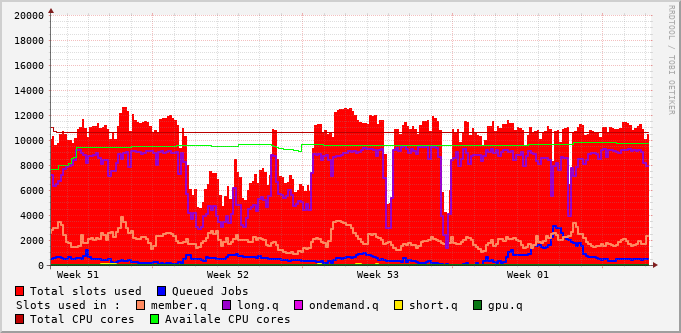 20000
18000
16000
14000
12000
10000
8000
6000
4000
2000
0
Week 51 Week 52 Week 53 Week 01
RRDTOOL / TOBI OETIKER
Total slots used Queued Jobs
Slots used in : member.q long.q ondemand.q short.q gpu.q
Total CPU cores Availale CPU cores